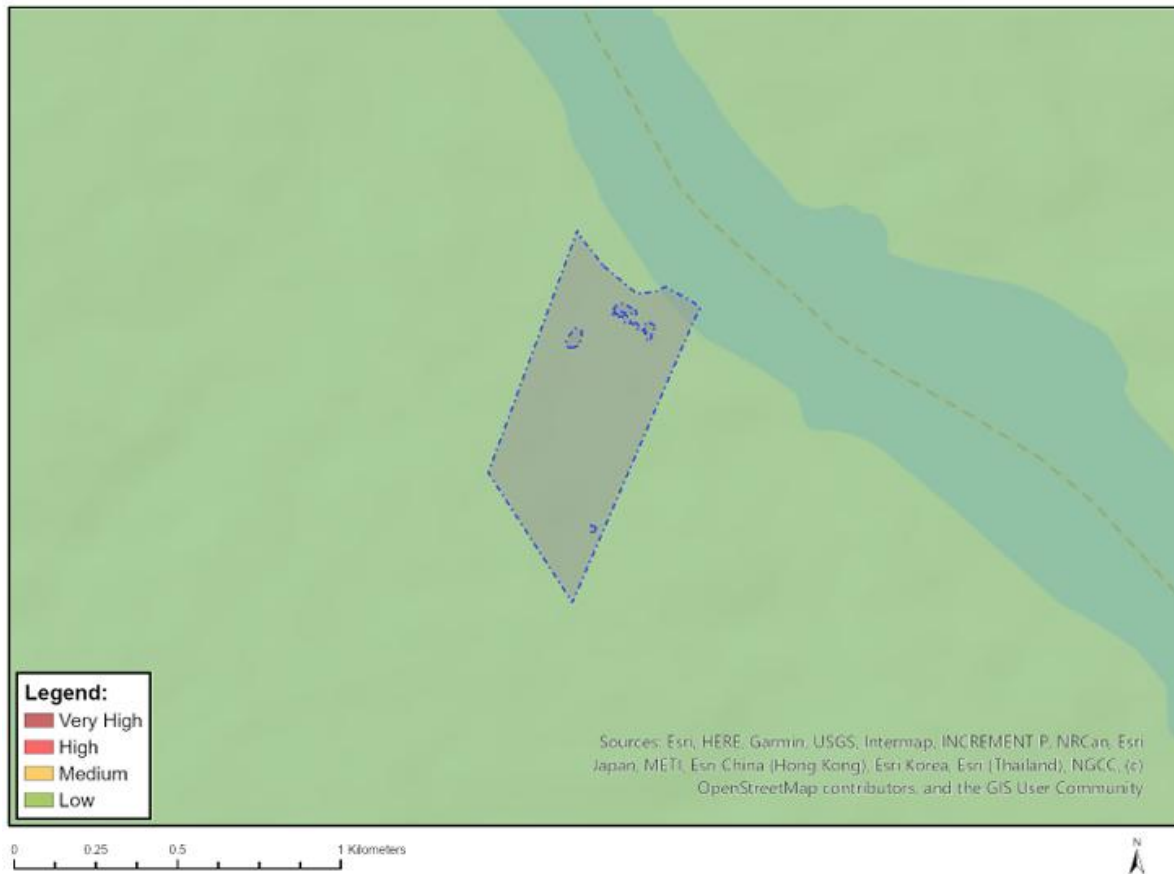 Legend:
Very High
High
Medium
Low
Sources: Esri, HERE, Garmin, USGS, Intermap, INCREMENT P, NRCan, Esri
Japan, METI, Esri China (Hong Kong), Esri Korea, Esri (Thailand), NGCC, (c)
OpenStreetMap contributors, and the GIS User Community
0 0.25 0.5 1 Kilometers
N